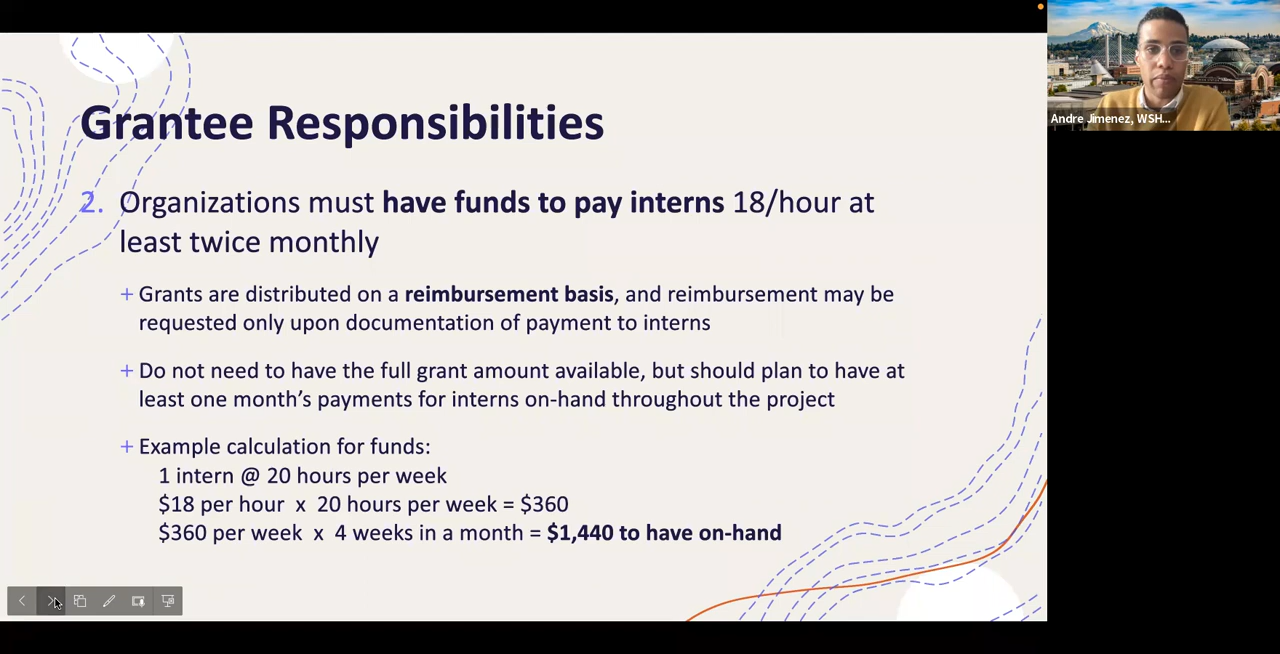 Grantee Responsibilities
2. Organizations must have funds to pay interns 18/hour at
least twice monthly
+ Grants are distributed on a reimbursement basis, and reimbursement may be
requested only upon documentation of payment to interns
+ Do not need to have the full grant amount available, but should plan to have at
least one month's payments for interns on-hand throughout the project
+ Example calculation for funds:
1 intern @ 20 hours per week
$18 per hour x 20 hours per week = $360
$360 per week x 4 weeks in a month = $1,440 to have on-hand
Andre Jimenez, WSH...